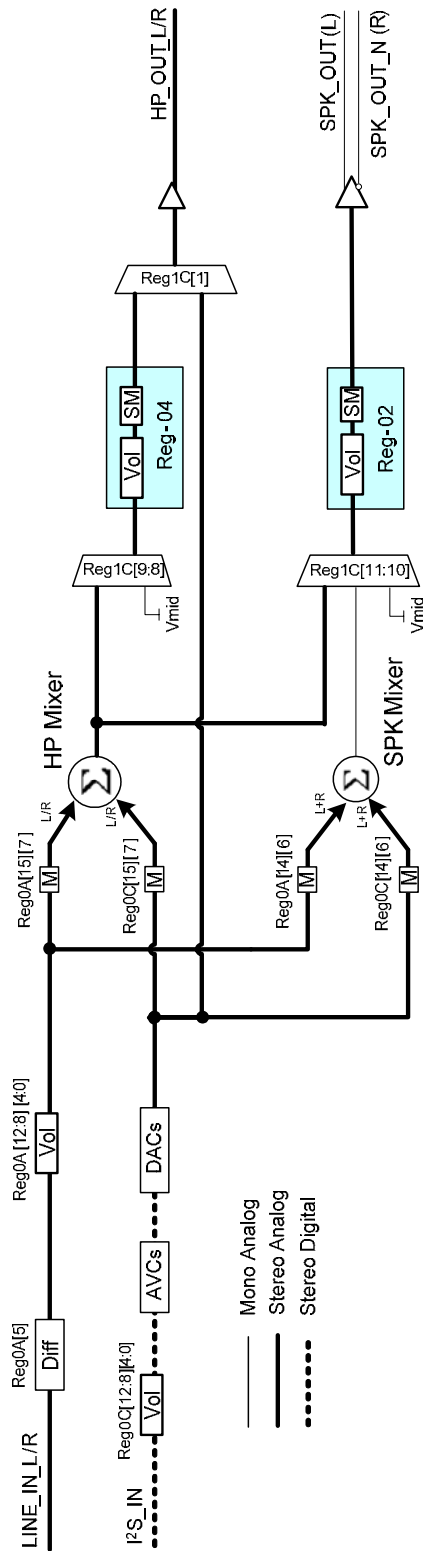 LINE_IN_L/R
Reg0A[5]
Diff
Reg0A [12:8] [4:0]
Vol
I²S_IN
Reg0C[12:8][4:0]
Vol
AVCs
DACs
Reg0A[15][7]
M
L/R
HP Mixer
Σ
L/R
Reg0C[15][7]
M
Reg0A[14][6]
M
L+R
Σ
SPK Mixer
L+R
Reg0C[14][6]
M
Reg1C[9:8]
Vmid
Vol
SM
Reg-04
Reg1C[1]
HP_OUT_L/R
Reg1C[11:10]
Vmid
Vol
SM
Reg-02
SPK_OUT(L)
SPK_OUT_N (R)
Mono Analog
Stereo Analog
Stereo Digital